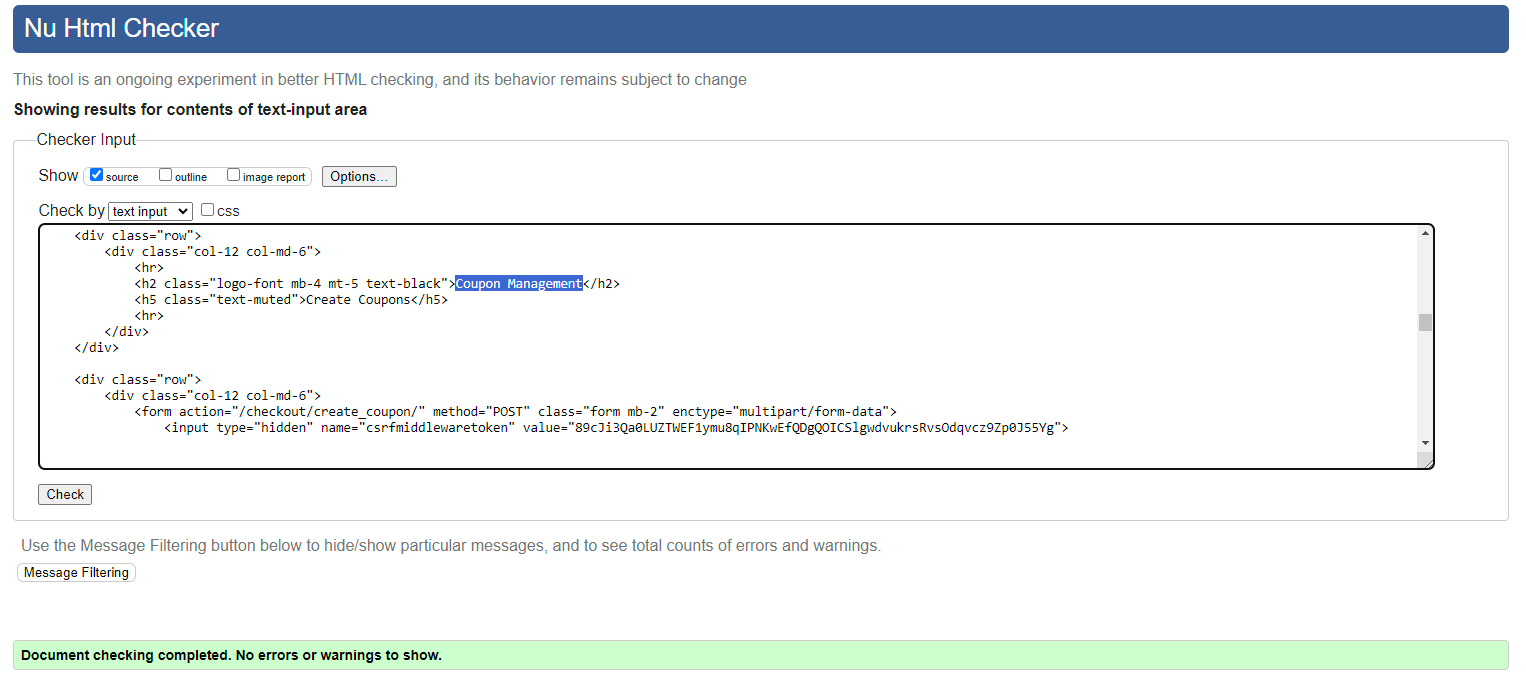 Nu Html Checker
This tool is an ongoing experiment in better HTML checking, and its behavior remains subject to change
Showing results for contents of text-input area
Checker Input
Show source outline image report Options...
Check by text input css
<div class="row">
<div class="col-12 col-md-6">
<hr>
<h2 class="logo-font mb-4 mt-5 text-black">Coupon Management</h2>
<h5 class="text-muted">Create Coupons</h5>
<hr>
</div>
</div>
<div class="row">
<div class="col-12 col-md-6">
<form action="/checkout/create_coupon/" method="POST" class="form mb-2" enctype="multipart/form-data">
<input type="hidden" name="csrfmiddlewaretoken" value="89cJi3Qa0LUZTWEF1ymu8qIPNKwEfQDgQOICSlgwdvukrsRvsOdqvcz9Zp0J55Yg">
Check
Use the Message Filtering button below to hide/show particular messages, and to see total counts of errors and warnings.
Message Filtering
Document checking completed. No errors or warnings to show.